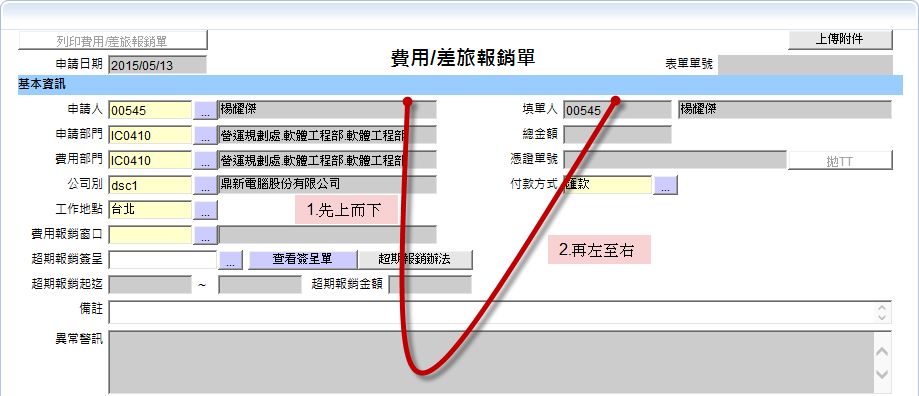 列印費用/差旅報銷單
上傳附件
費用/差旅報銷單
申請日期 2015/05/13
表單單號
基本資訊
申請人 00545 ... 楊耀傑
填單人 00545 楊耀傑
申請部門 IC0410 ... 營運規劃處.軟體工程部.軟體工程部
總金額
費用部門 IC0410 ... 營運規劃處.軟體工程部.軟體工程部
憑證單號 拋TT
公司別 dsc1 ... 鼎新電腦股份有限公司
付款方式 匯款 ...
工作地點 台北 ...
1.先上而下
費用報銷窗口 ...
2.再左至右
超期報銷簽呈 ... 查看簽呈單 超期報銷辦法
超期報銷起迄 ~ 超期報銷金額
備註
異常警訊